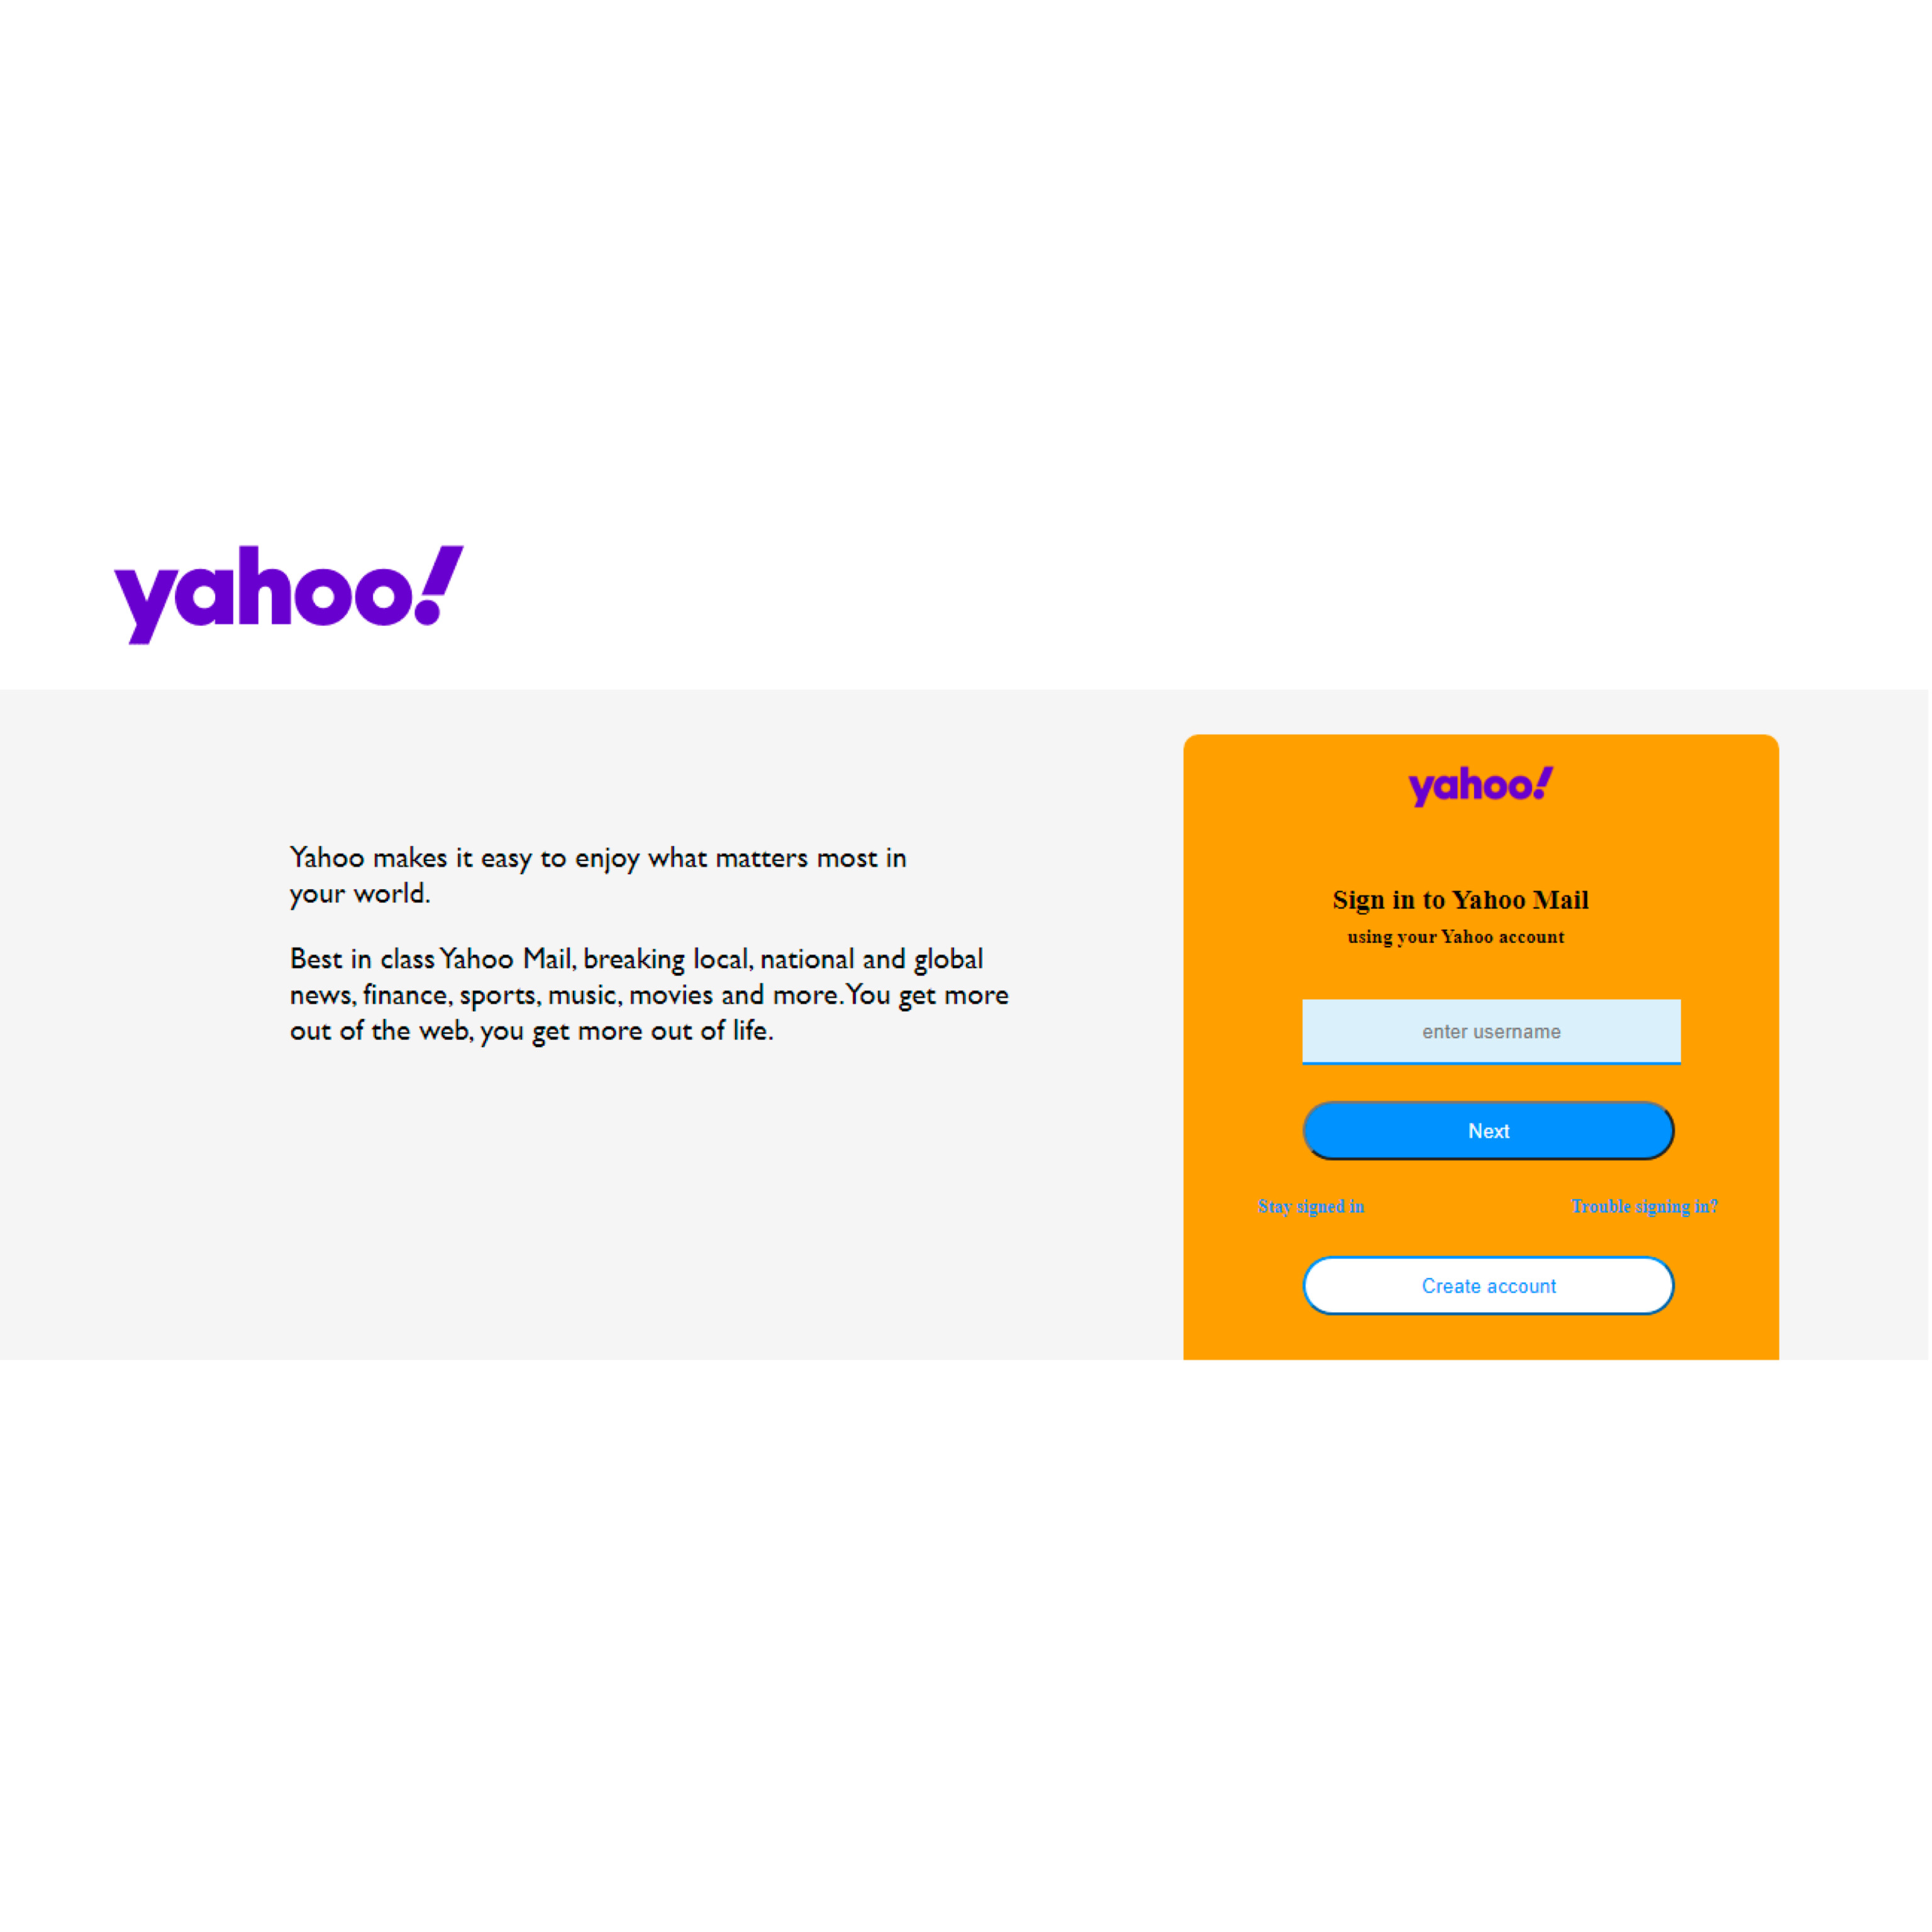 yahoo!
Yahoo makes it easy to enjoy what matters most in
your world.
Best in class Yahoo Mail, breaking local, national and global
news, finance, sports, music, movies and more. You get more
out of the web, you get more out of life.
yahoo!
Sign in to Yahoo Mail
using your Yahoo account
enter username
Next
Stay signed in
Trouble signing in?
Create account